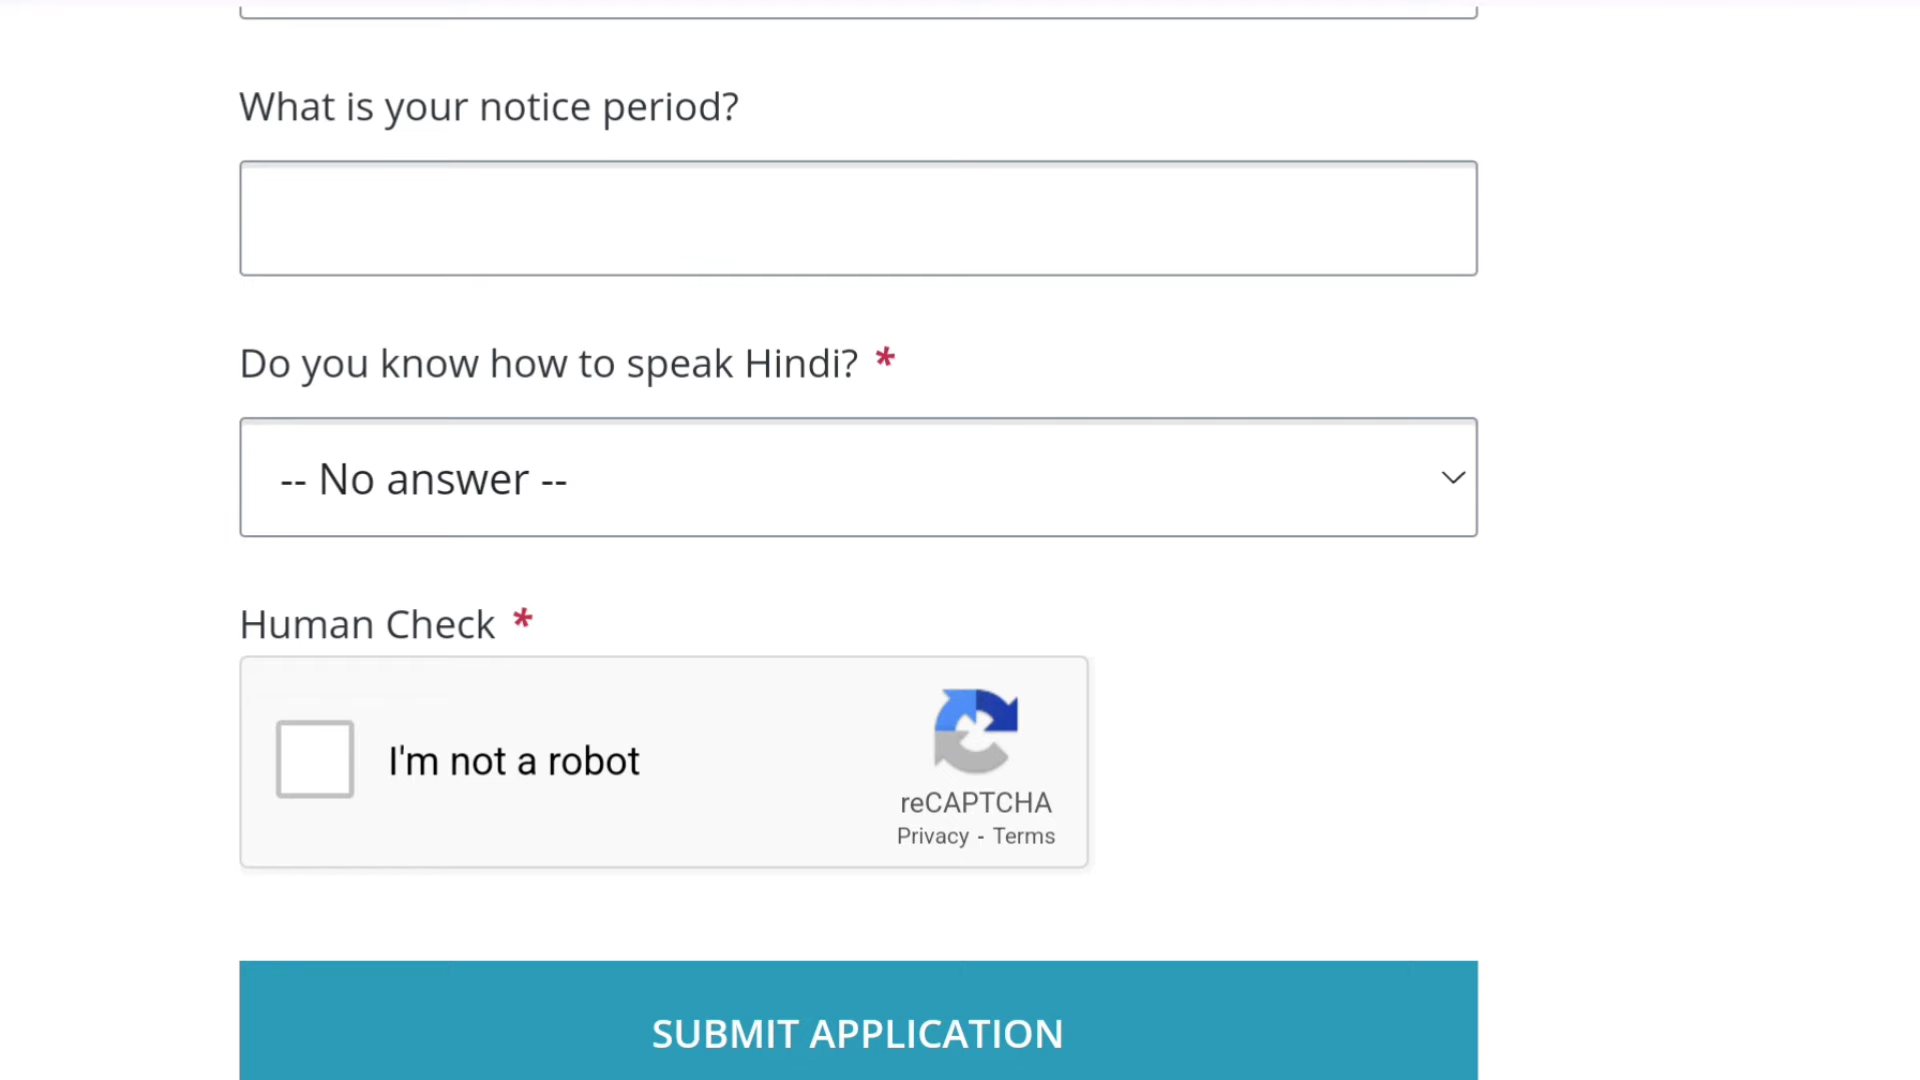 What is your notice period?
Do you know how to speak Hindi? *
-- No answer --
Human Check *
I'm not a robot
reCAPTCHA
Privacy - Terms
SUBMIT APPLICATION